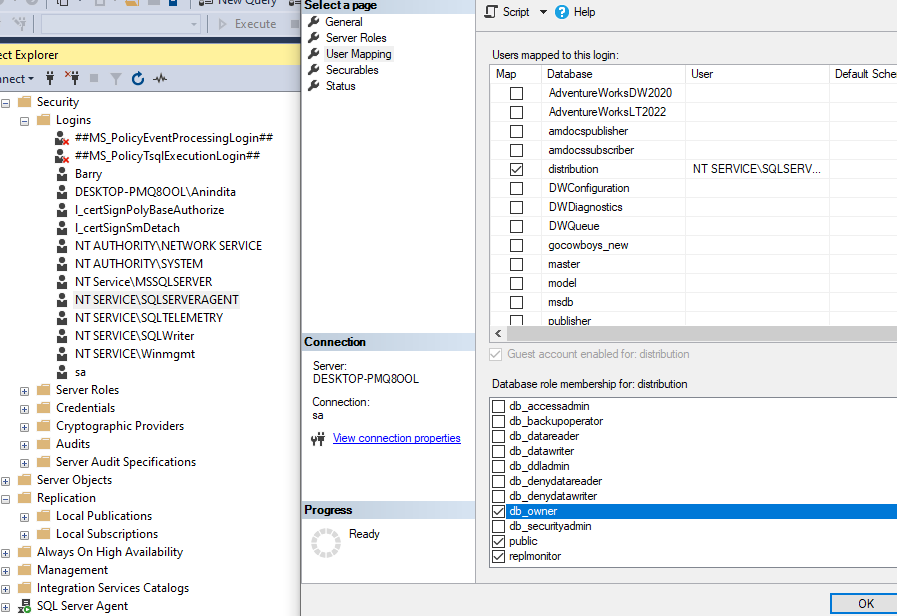 New Query
Execute
ect Explorer
nnect
Security
Logins
##MS_PolicyEventProcessingLogin##
##MS_PolicyTsqlExecutionLogin##
Barry
DESKTOP-PMQ8OOL\Anindita
l_certSignPolyBaseAuthorize
l_certSignSmDetach
NT AUTHORITY\NETWORK SERVICE
NT AUTHORITY\SYSTEM
NT Service\MSSQLSERVER
NT SERVICE\SQLSERVERAGENT
NT SERVICE\SQLTELEMETRY
NT SERVICE\SQLWriter
NT SERVICE\Winmgmt
sa
Server Roles
Credentials
Cryptographic Providers
Audits
Server Audit Specifications
Server Objects
Replication
Local Publications
Local Subscriptions
Always On High Availability
Management
Integration Services Catalogs
SQL Server Agent
Select a page
General
Server Roles
User Mapping
Securables
Status
Connection
Server:
DESKTOP-PMQ8OOL
Connection:
sa
View connection properties
Progress
Ready
Script
Help
Users mapped to this login:
Map Database User Default Sche
AdventureWorksDW2020
AdventureWorksLT2022
amdocspublisher
amdocssubscriber
distribution NT SERVICE\SQLSERV...
DWConfiguration
DWDiagnostics
DWQueue
gocowboys_new
master
model
msdb
publisher
Guest account enabled for: distribution
Database role membership for: distribution
db_accessadmin
db_backupoperator
db_datareader
db_datawriter
db_ddladmin
db_denydatareader
db_denydatawriter
db_owner
db_securityadmin
public
replmonitor
OK